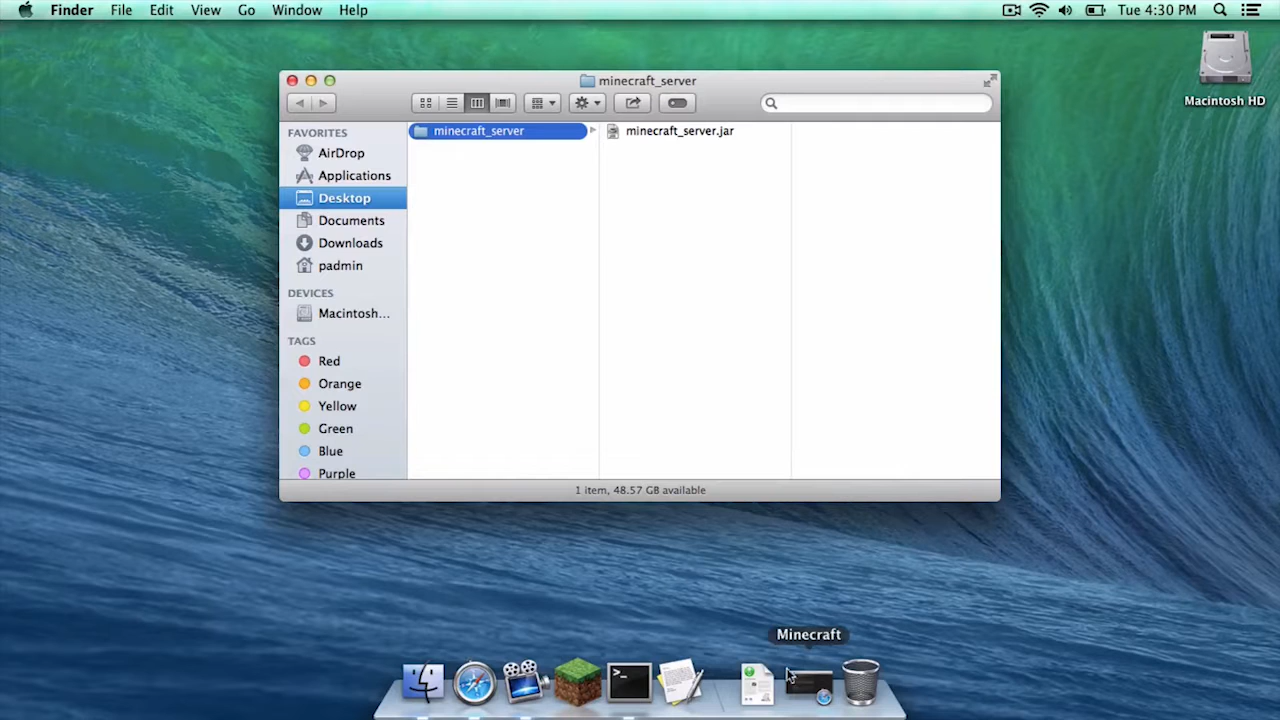 Finder File Edit View Go Window Help Tue 4:30 PM
Macintosh HD
minecraft_server
FAVORITES
AirDrop
Applications
Desktop
Documents
Downloads
padmin
DEVICES
Macintosh...
TAGS
Red
Orange
Yellow
Green
Blue
Purple
minecraft_server
minecraft_server.jar
1 item, 48.57 GB available
Minecraft
>_